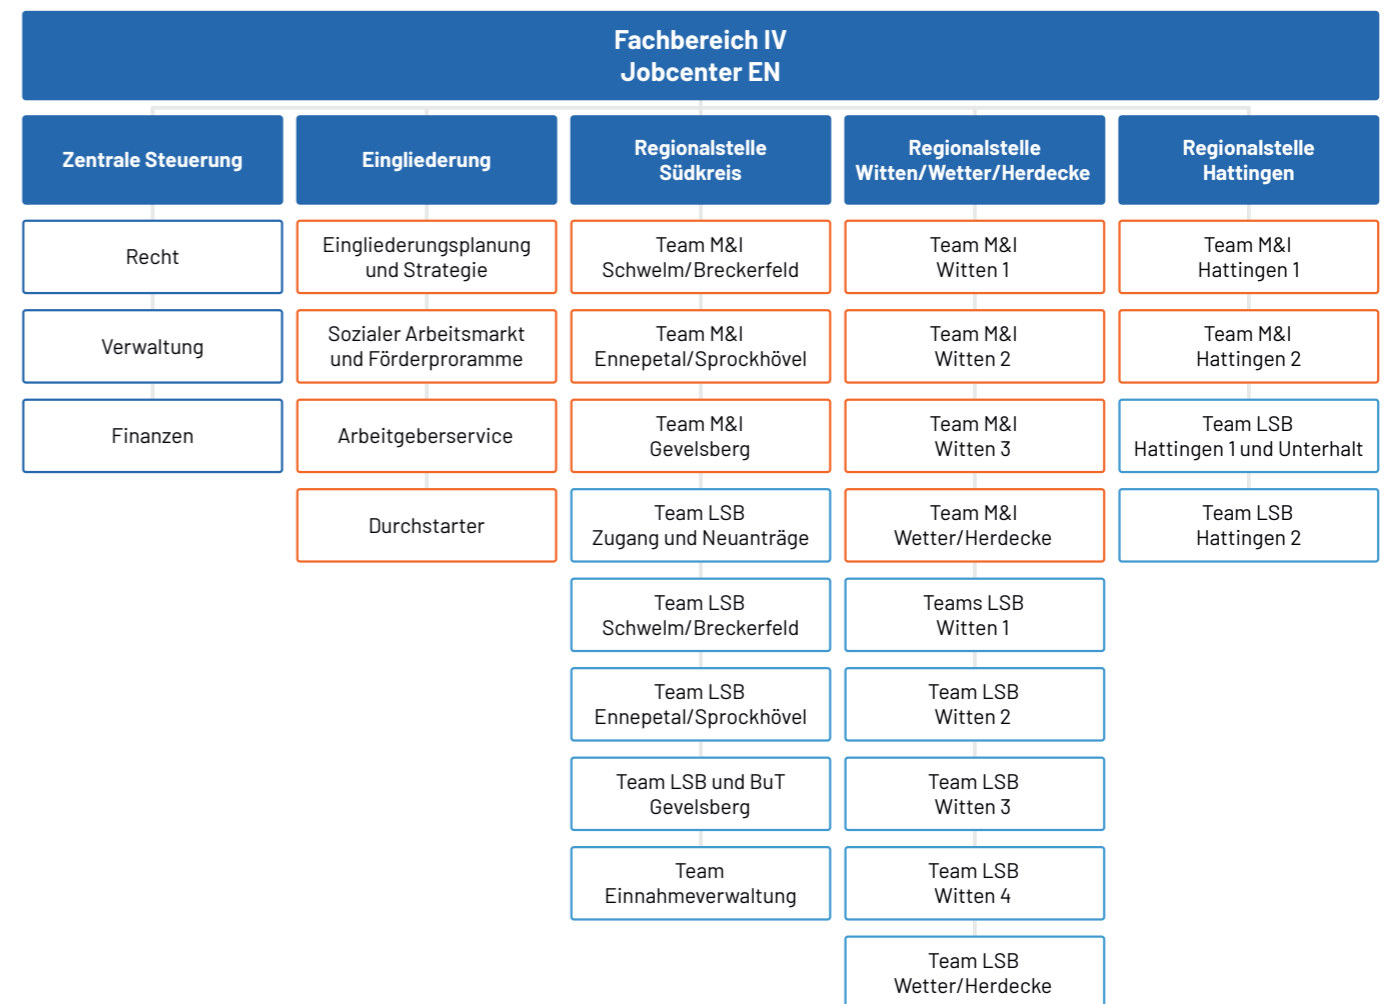 Fachbereich IV
Jobcenter EN
Zentrale Steuerung
Recht
Verwaltung
Finanzen
Eingliederung
Eingliederungsplanung
und Strategie
Sozialer Arbeitsmarkt
und Förderproramme
Arbeitgeberservice
Durchstarter
Regionalstelle
Südkreis
Team M&I
Schwelm/Breckerfeld
Team M&I
Ennepetal/Sprockhövel
Team M&I
Gevelsberg
Team LSB
Zugang und Neuanträge
Team LSB
Schwelm/Breckerfeld
Team LSB
Ennepetal/Sprockhövel
Team LSB und BuT
Gevelsberg
Team
Einnahmeverwaltung
Regionalstelle
Witten/Wetter/Herdecke
Team M&I
Witten 1
Team M&I
Witten 2
Team M&I
Witten 3
Team M&I
Wetter/Herdecke
Teams LSB
Witten 1
Team LSB
Witten 2
Team LSB
Witten 3
Team LSB
Witten 4
Team LSB
Wetter/Herdecke
Regionalstelle
Hattingen
Team M&I
Hattingen 1
Team M&I
Hattingen 2
Team LSB
Hattingen 1 und Unterhalt
Team LSB
Hattingen 2